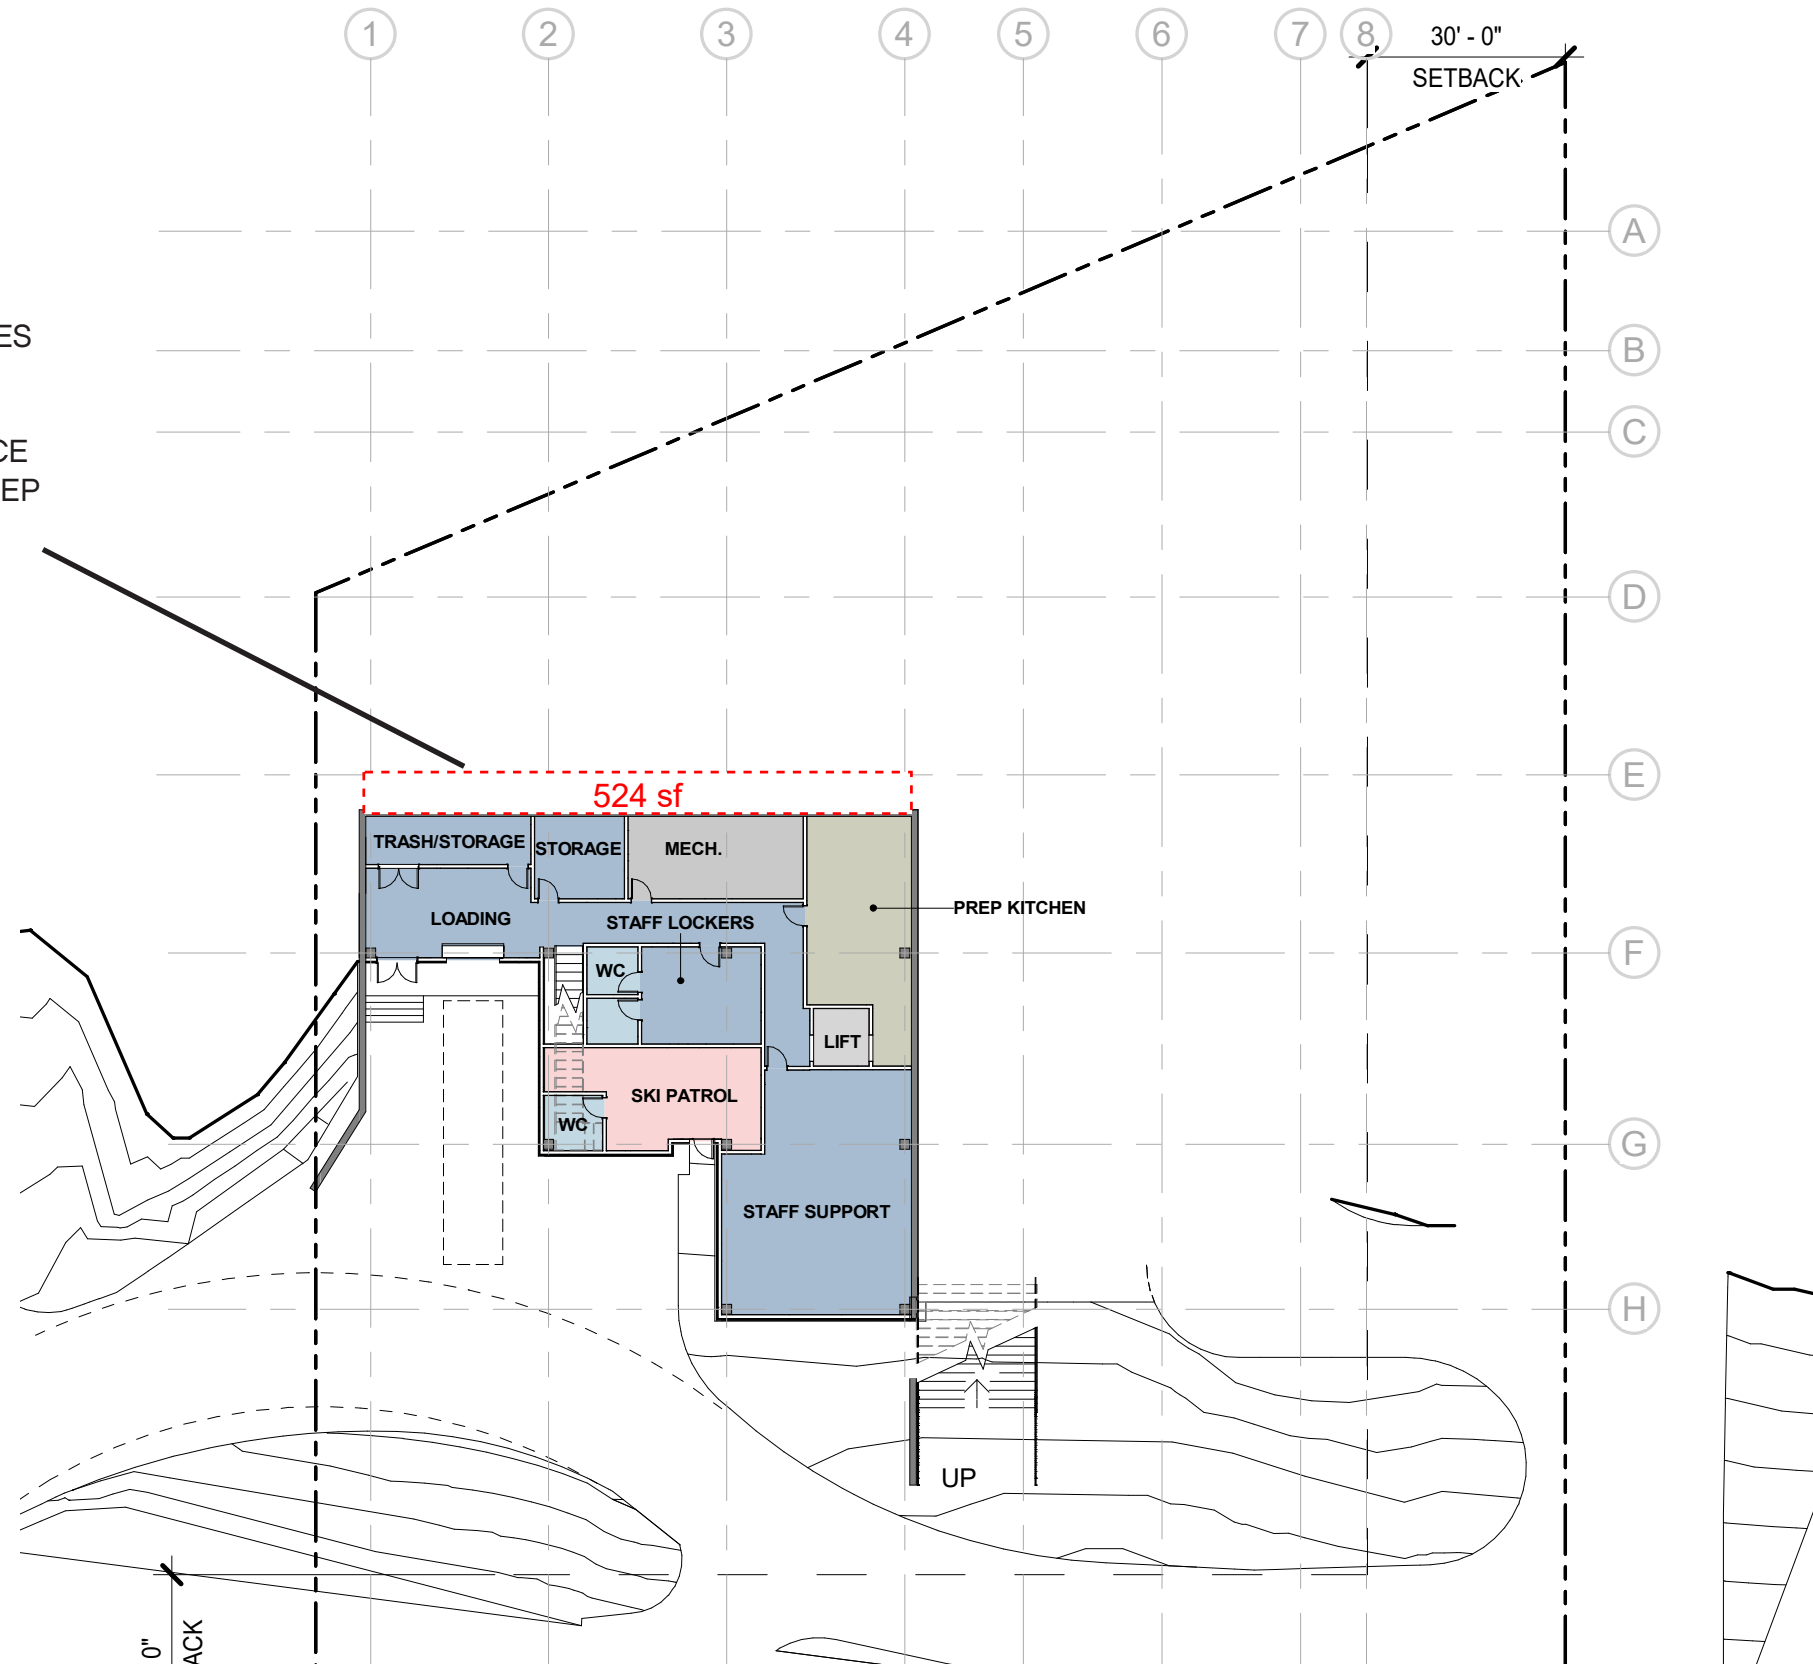 1 2 3 4 5 6 7 8
30' - 0"
SETBACK
A
B
C
D
E
F
G
H
ES
CE
EP
524 sf
TRASH/STORAGE
STORAGE
MECH.
LOADING
STAFF LOCKERS
PREP KITCHEN
WC
LIFT
SKI PATROL
WC
STAFF SUPPORT
UP
0"
ACK